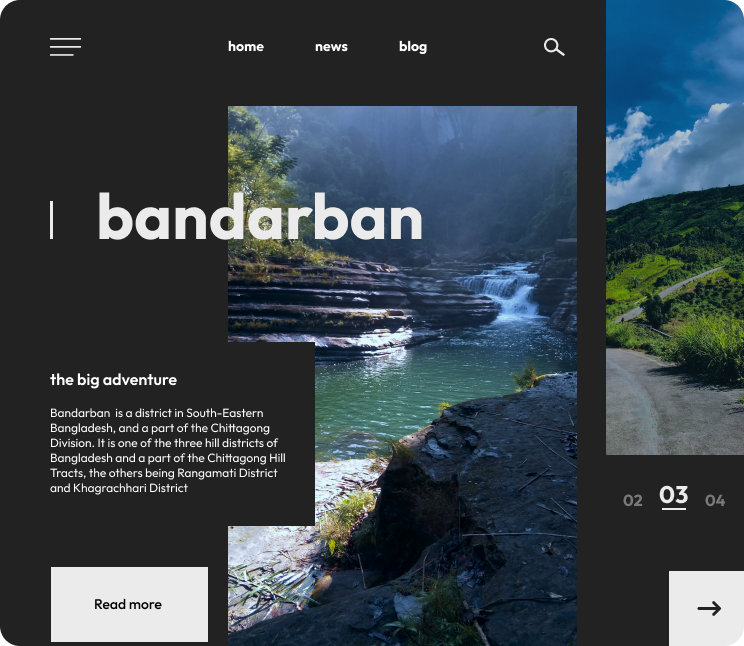 home news blog
bandarban
the big adventure
Bandarban is a district in South-Eastern
Bangladesh, and a part of the Chittagong
Division. It is one of the three hill districts of
Bangladesh and a part of the Chittagong Hill
Tracts, the others being Rangamati District
and Khagrachhari District
02 03 04
Read more